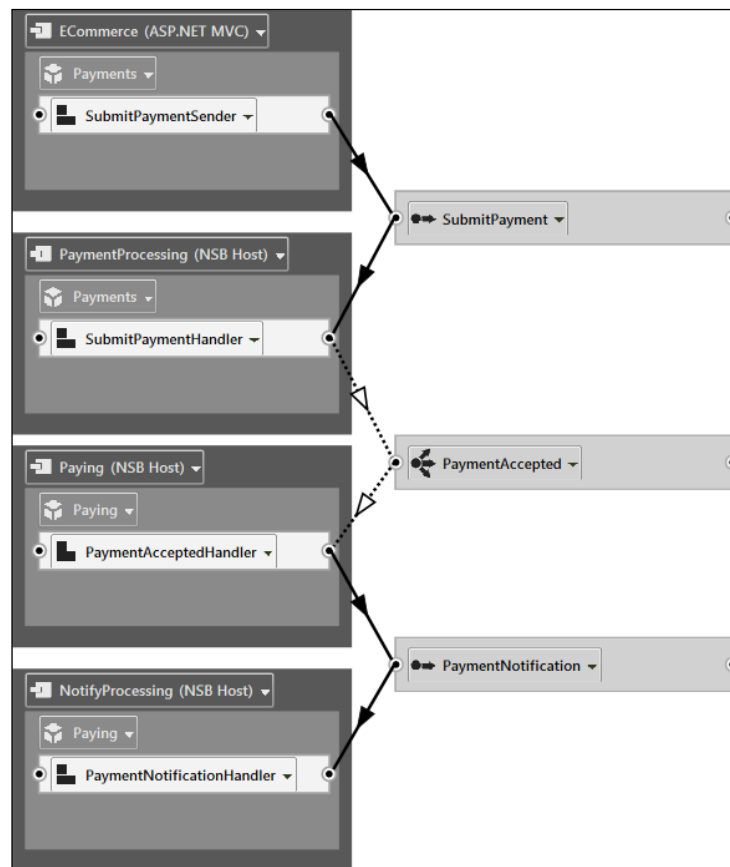 ECommerce (ASP.NET MVC)
Payments
SubmitPaymentSender
SubmitPayment
PaymentProcessing (NSB Host)
Payments
SubmitPaymentHandler
PaymentAccepted
Paying (NSB Host)
Paying
PaymentAcceptedHandler
PaymentNotification
NotifyProcessing (NSB Host)
Paying
PaymentNotificationHandler